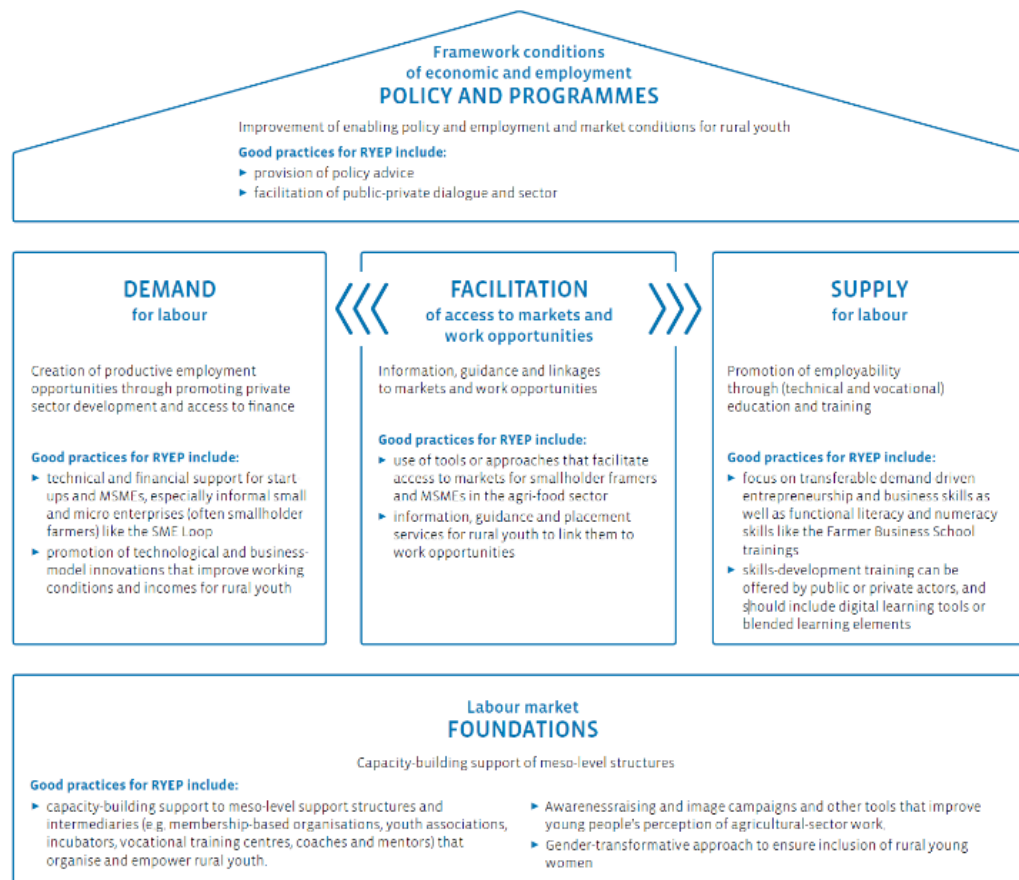 Framework conditions
of economic and employment
POLICY AND PROGRAMMES
Improvement of enabling policy and employment and market conditions for rural youth
Good practices for RYEP include:
► provision of policy advice
► facilitation of public-private dialogue and sector
DEMAND
for labour
Creation of productive employment
opportunities through promoting private
sector development and access to finance
Good practices for RYEP include:
► technical and financial support for start
ups and MSMEs, especially informal small
and micro enterprises (often smallholder
farmers) like the SME Loop
► promotion of technological and business-
model innovations that improve working
conditions and incomes for rural youth
FACILITATION
of access to markets and
work opportunities
Information, guidance and linkages
to markets and work opportunities
Good practices for RYEP include:
► use of tools or approaches that facilitate
access to markets for smallholder framers
and MSMEs in the agri-food sector
► information, guidance and placement
services for rural youth to link them to
work opportunities
SUPPLY
for labour
Promotion of employability
through (technical and vocational)
education and training
Good practices for RYEP include:
► focus on transferable demand driven
entrepreneurship and business skills as
well as functional literacy and numeracy
skills like the Farmer Business School
trainings
► skills-development training can be
offered by public or private actors, and
should include digital learning tools or
blended learning elements
Labour market
FOUNDATIONS
Capacity-building support of meso-level structures
Good practices for RYEP include:
► capacity-building support to meso-level support structures and
intermediaries (e.g. membership-based organisations, youth associations,
incubators, vocational training centres, coaches and mentors) that
organise and empower rural youth.
► Awarenessraising and image campaigns and other tools that improve
young people's perception of agricultural-sector work,
► Gender-transformative approach to ensure inclusion of rural young
women